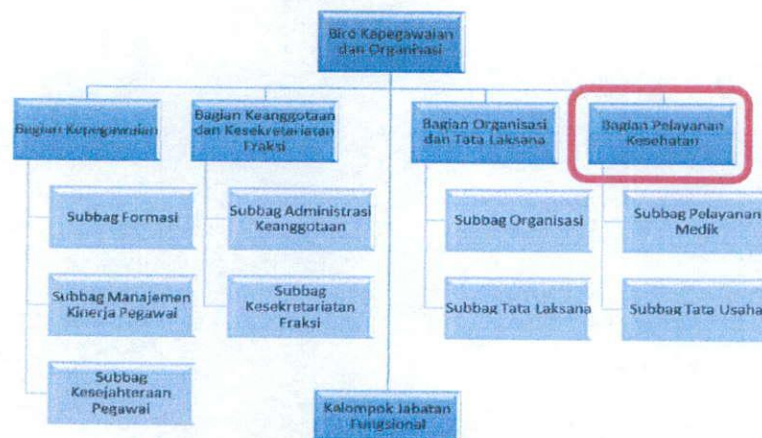 Biro Kepegawaian
dan Organisasi
Bagian Kepegawaian
Bagian Keanggotaan
dan Kesekretariatan
Fraksi
Bagian Organisasi
dan Tata Laksana
Bagian Pelayanan
Kesehatan
Subbag Formasi
Subbag Manajemen
Kinerja Pegawai
Subbag
Kesejahteraan
Pegawai
Subbag Administrasi
Keanggotaan
Subbag
Kesekretariatan
Fraksi
Subbag Organisasi
Subbag Tata Laksana
Subbag Pelayanan
Medik
Subbag Tata Usaha
Kelompok Jabatan
Fungsional